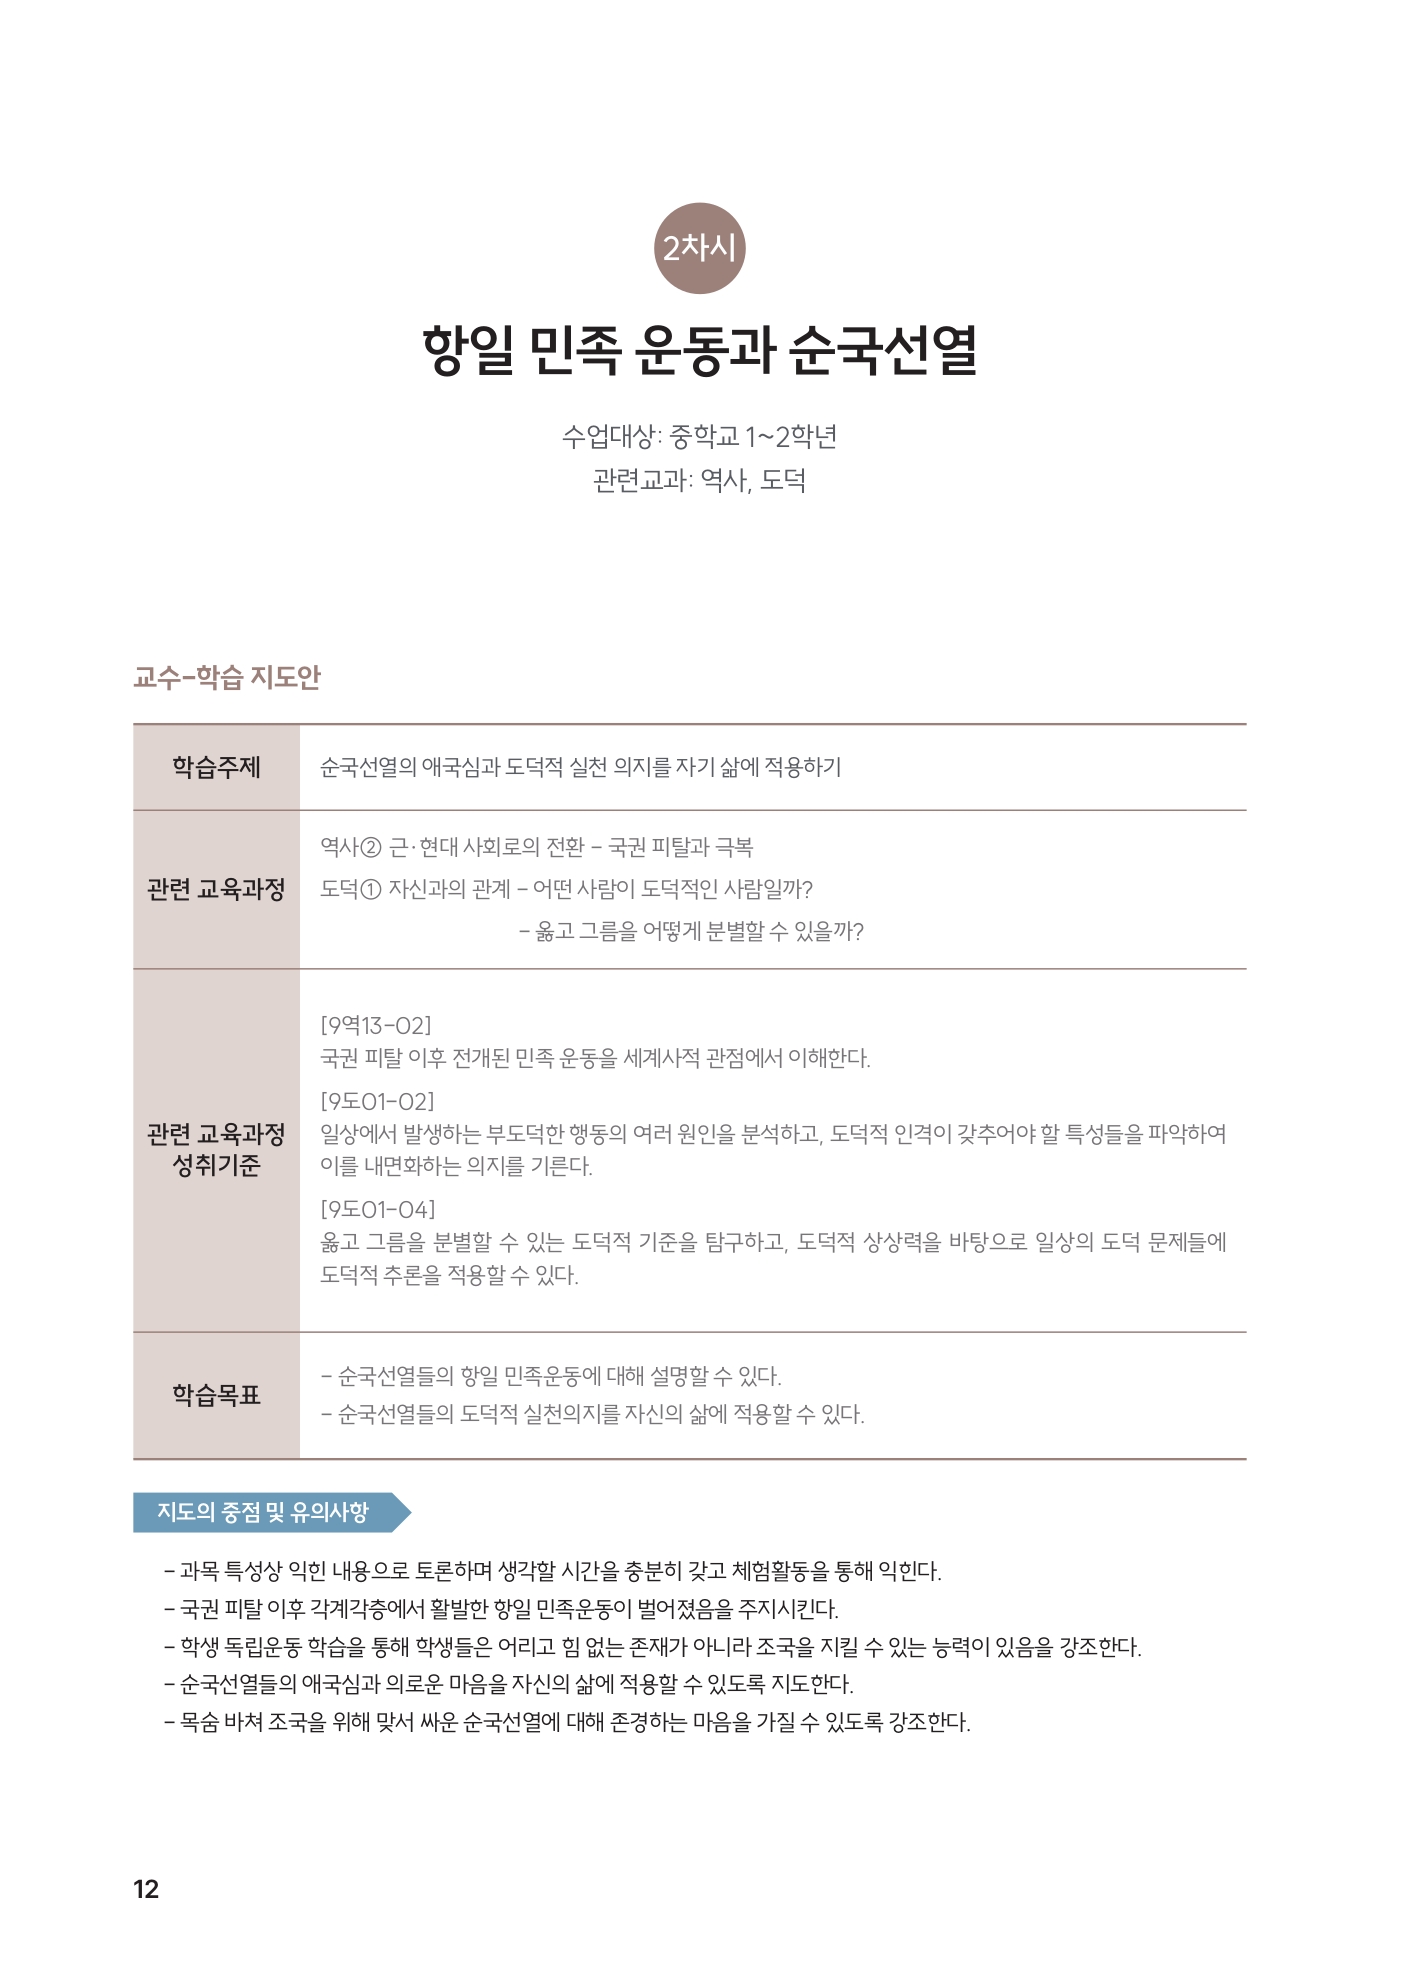 2차시
항일 민족 운동과 순국선열
수업대상: 중학교 1~2학년
관련교과: 역사, 도덕
교수-학습 지도안
학습주제
순국선열의 애국심과 도덕적 실천 의지를 자기 삶에 적용하기
관련 교육과정
역사② 근·현대 사회로의 전환 – 국권 피탈과 극복
도덕① 자신과의 관계 – 어떤 사람이 도덕적인 사람일까?
– 옳고 그름을 어떻게 분별할 수 있을까?
관련 교육과정
성취기준
[9역13-02]
국권 피탈 이후 전개된 민족 운동을 세계사적 관점에서 이해한다.
[9도01-02]
일상에서 발생하는 부도덕한 행동의 여러 원인을 분석하고, 도덕적 인격이 갖추어야 할 특성들을 파악하여
이를 내면화하는 의지를 기른다.
[9도01-04]
옳고 그름을 분별할 수 있는 도덕적 기준을 탐구하고, 도덕적 상상력을 바탕으로 일상의 도덕 문제들에
도덕적 추론을 적용할 수 있다.
학습목표
– 순국선열들의 항일 민족운동에 대해 설명할 수 있다.
– 순국선열들의 도덕적 실천의지를 자신의 삶에 적용할 수 있다.
지도의 중점 및 유의사항
– 과목 특성상 익힌 내용으로 토론하며 생각할 시간을 충분히 갖고 체험활동을 통해 익힌다.
– 국권 피탈 이후 각계각층에서 활발한 항일 민족운동이 벌어졌음을 주지시킨다.
– 학생 독립운동 학습을 통해 학생들은 어리고 힘 없는 존재가 아니라 조국을 지킬 수 있는 능력이 있음을 강조한다.
– 순국선열들의 애국심과 의로운 마음을 자신의 삶에 적용할 수 있도록 지도한다.
– 목숨 바쳐 조국을 위해 맞서 싸운 순국선열에 대해 존경하는 마음을 가질 수 있도록 강조한다.
12